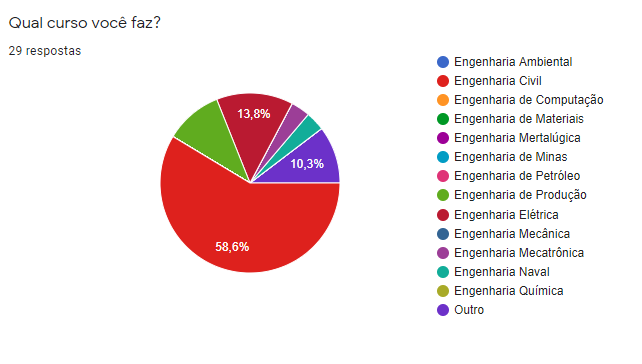 Qual curso você faz?
29 respostas
13,8%
10,3%
58,6%
Engenharia Ambiental
Engenharia Civil
Engenharia de Computação
Engenharia de Materiais
Engenharia Mertalúgica
Engenharia de Minas
Engenharia de Petróleo
Engenharia de Produção
Engenharia Elétrica
Engenharia Mecânica
Engenharia Mecatrônica
Engenharia Naval
Engenharia Química
Outro